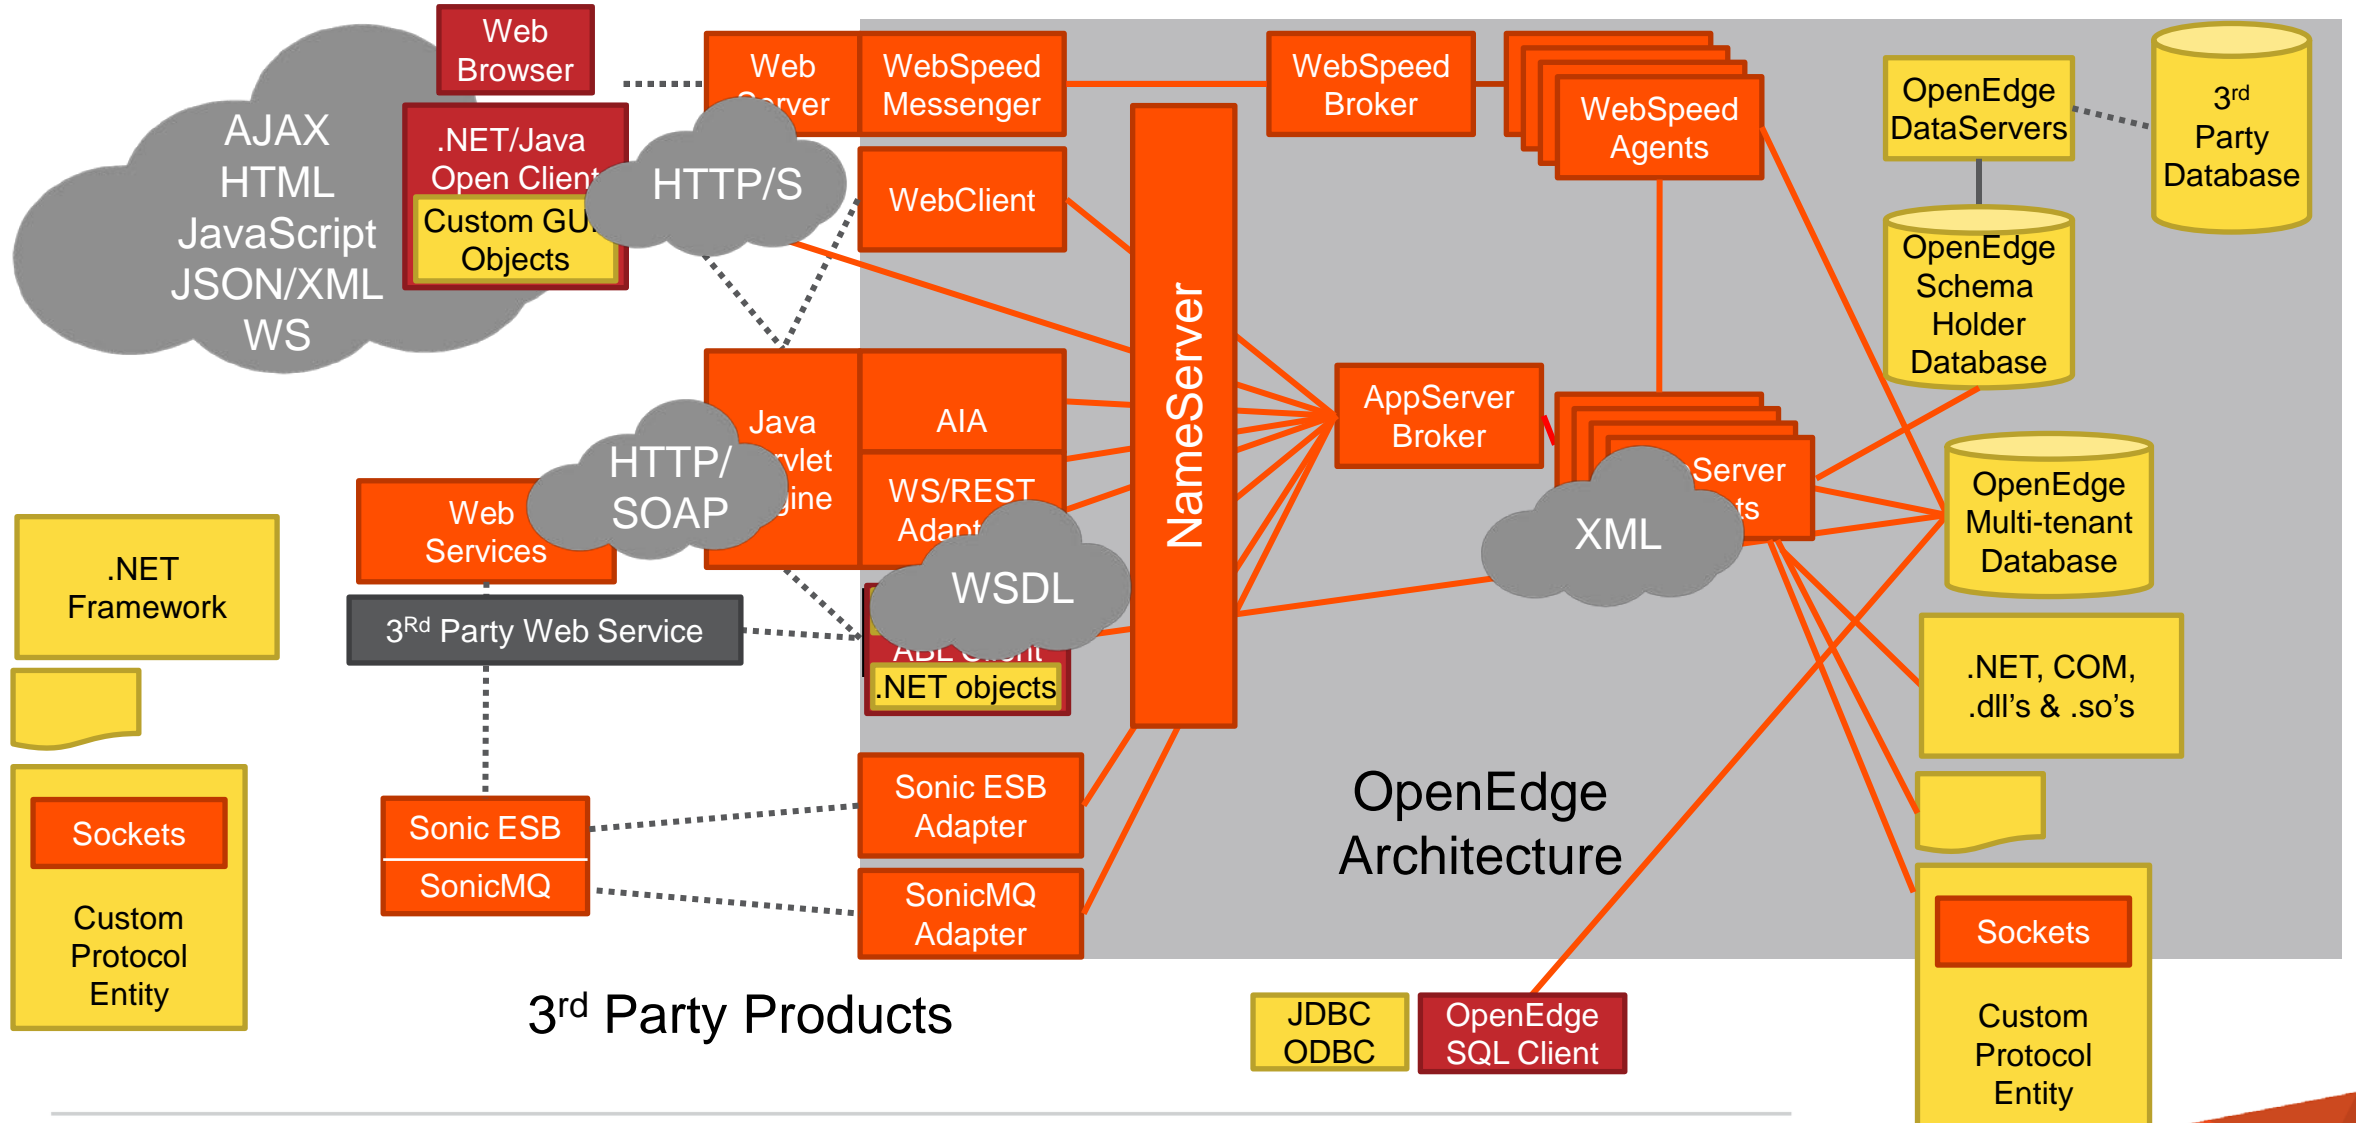 Web
Browser
AJAX
HTML
JavaScript
JSON/XML
WS
.NET/Java
Open Client
Custom GU
Objects
HTTP/S
Web
Server
WebSpeed
Messenger
WebClient
WebSpeed
Broker
WebSpeed
Agents
OpenEdge
DataServers
3rd
Party
Database
OpenEdge
Schema
Holder
Database
NameServer
Java
AIA
WS/REST
HTTP/
SOAP
Web
Services
WSDL
AppServer
Broker
Server
XML
OpenEdge
Multi-tenant
Database
.NET
Framework
3Rd Party Web Service
ABL Client
.NET objects
.NET, COM,
.dll's & .so's
Sockets
Custom
Protocol
Entity
Sonic ESB
SonicMQ
Sonic ESB
Adapter
SonicMQ
Adapter
OpenEdge
Architecture
3rd Party Products
JDBC
ODBC
OpenEdge
SQL Client
Sockets
Custom
Protocol
Entity